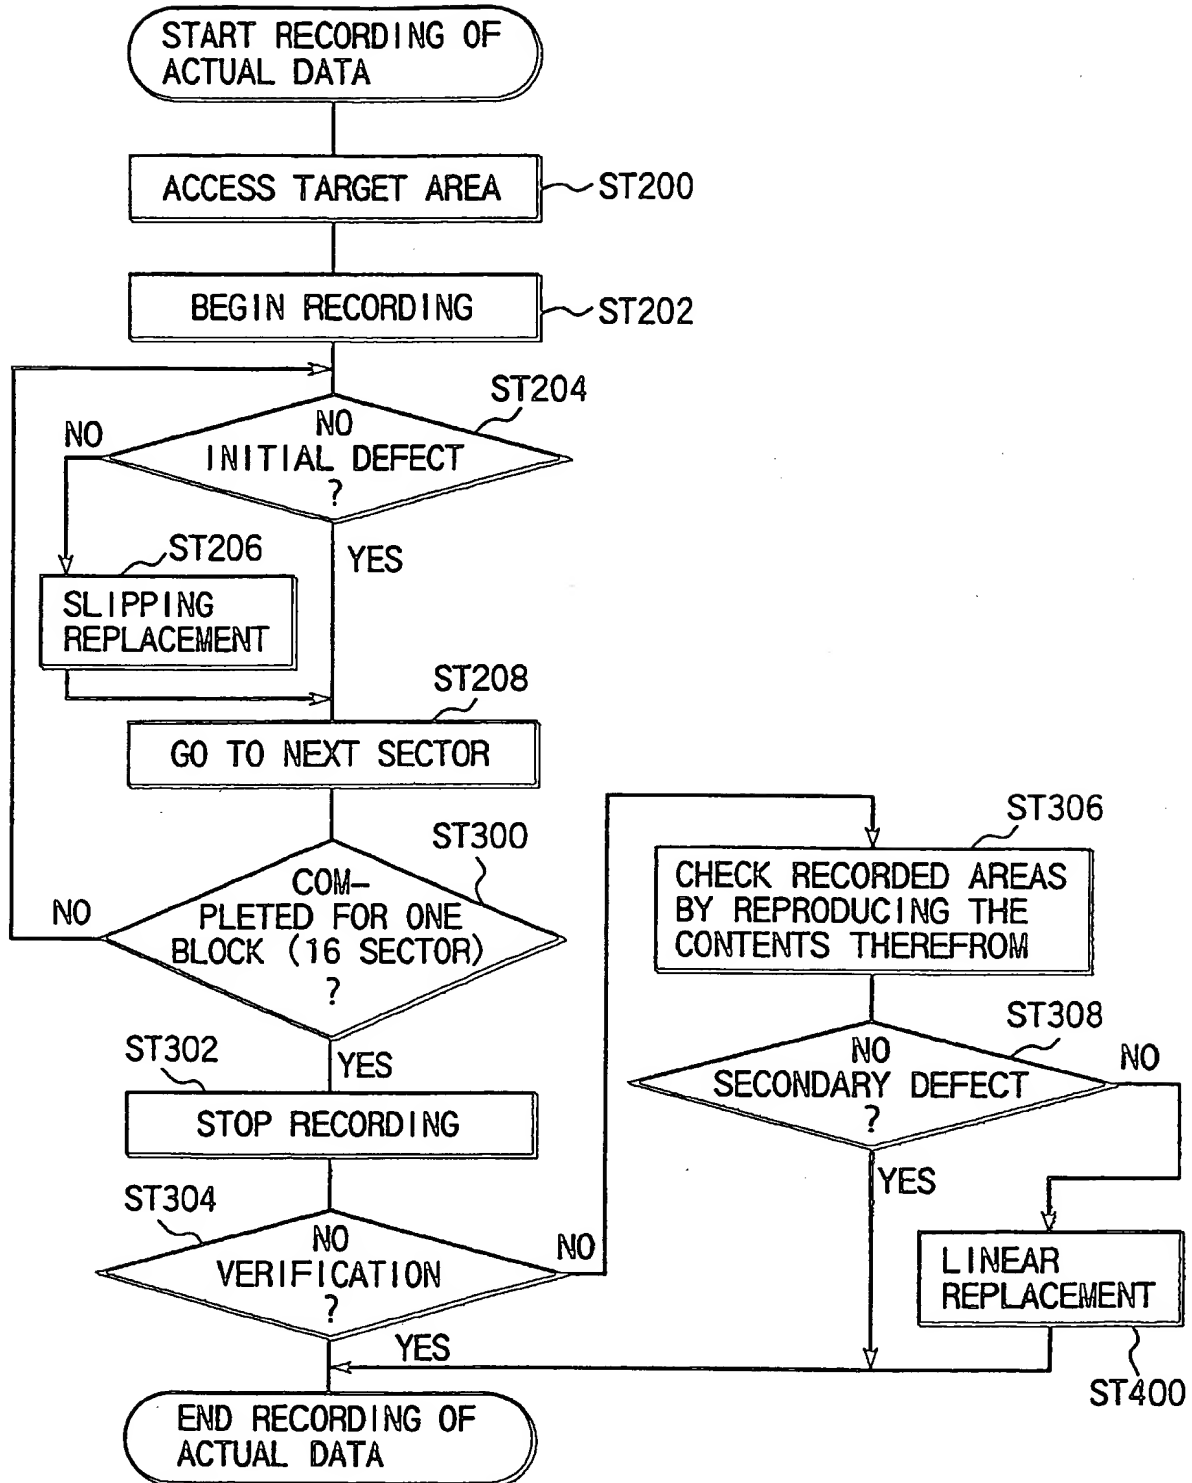 START RECORDING OF
ACTUAL DATA
ACCESS TARGET AREA
ST200
BEGIN RECORDING
ST202
ST204
NO
NO
INITIAL DEFECT
?
YES
ST206
SLIPPING
REPLACEMENT
ST208
GO TO NEXT SECTOR
ST300
COM-
PLETED FOR ONE
BLOCK (16 SECTOR)
?
NO
YES
ST302
STOP RECORDING
ST304
NO
VERIFICATION
?
NO
YES
ST306
CHECK RECORDED AREAS
BY REPRODUCING THE
CONTENTS THEREFROM
ST308
NO
SECONDARY DEFECT
?
NO
YES
LINEAR
REPLACEMENT
ST400
END RECORDING OF
ACTUAL DATA